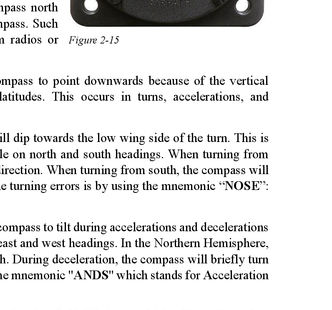 mpass north
npass. Such
n radios or Figure 2-15
ompass to point downwards because of the vertical
latitudes. This occurs in turns, accelerations, and
ill dip towards the low wing side of the turn. This is
le on north and south headings. When turning from
direction. When turning from south, the compass will
e turning errors is by using the mnemonic “NOSE”:
compass to tilt during accelerations and decelerations
east and west headings. In the Northern Hemisphere,
h. During deceleration, the compass will briefly turn
he mnemonic "ANDS" which stands for Acceleration